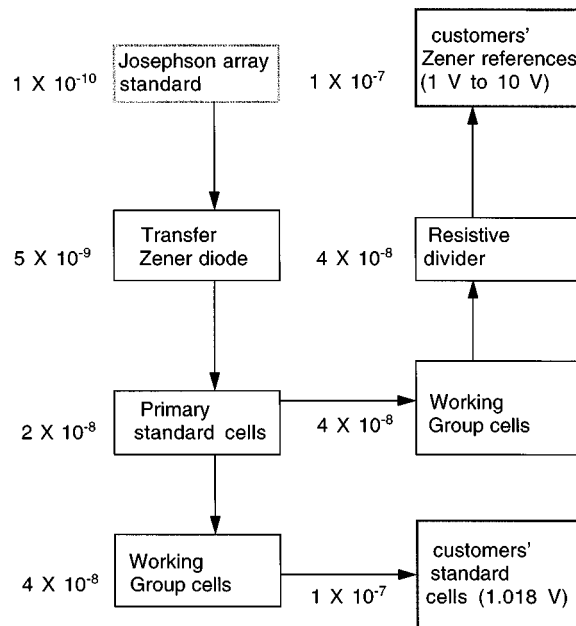 1 X 10⁻¹⁰
Josephson array
standard
1 X 10⁻⁷
customers'
Zener references
(1 V to 10 V)
5 X 10⁻⁹
Transfer
Zener diode
4 X 10⁻⁸
Resistive
divider
2 X 10⁻⁸
Primary
standard cells
4 X 10⁻⁸
Working
Group cells
4 X 10⁻⁸
Working
Group cells
1 X 10⁻⁷
customers'
standard
cells (1.018 V)